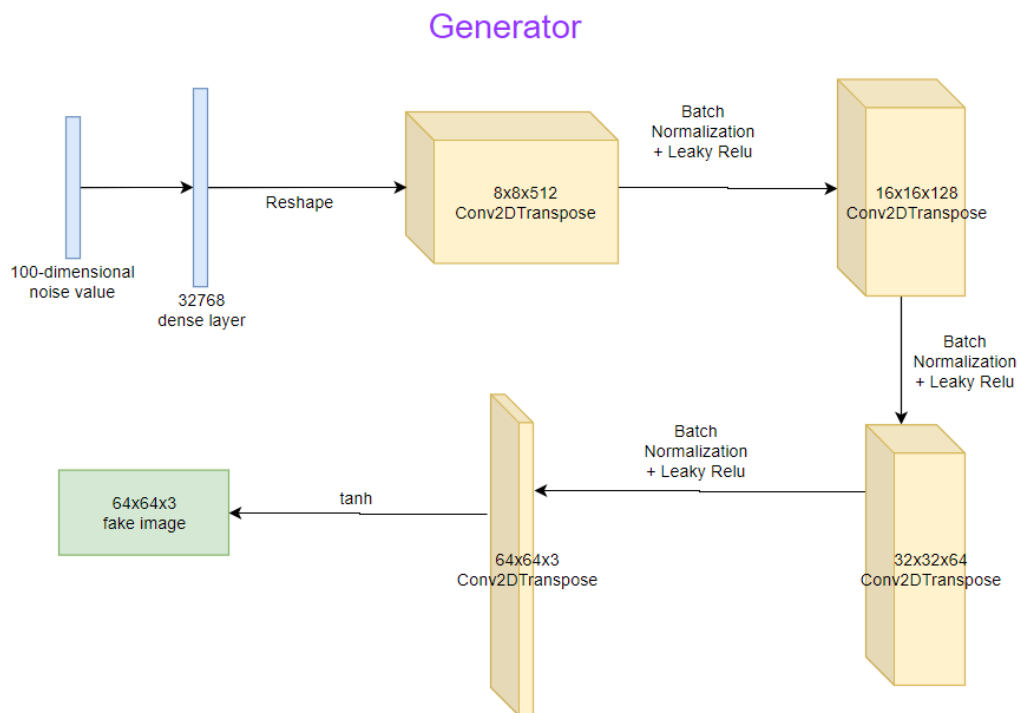 Generator
100-dimensional
noise value
32768
dense layer
Reshape
8x8x512
Conv2DTranspose
Batch
Normalization
+ Leaky Relu
16x16x128
Conv2DTranspose
Batch
Normalization
+ Leaky Relu
32x32x64
Conv2DTranspose
Batch
Normalization
+ Leaky Relu
64x64x3
Conv2DTranspose
tanh
64x64x3
fake image